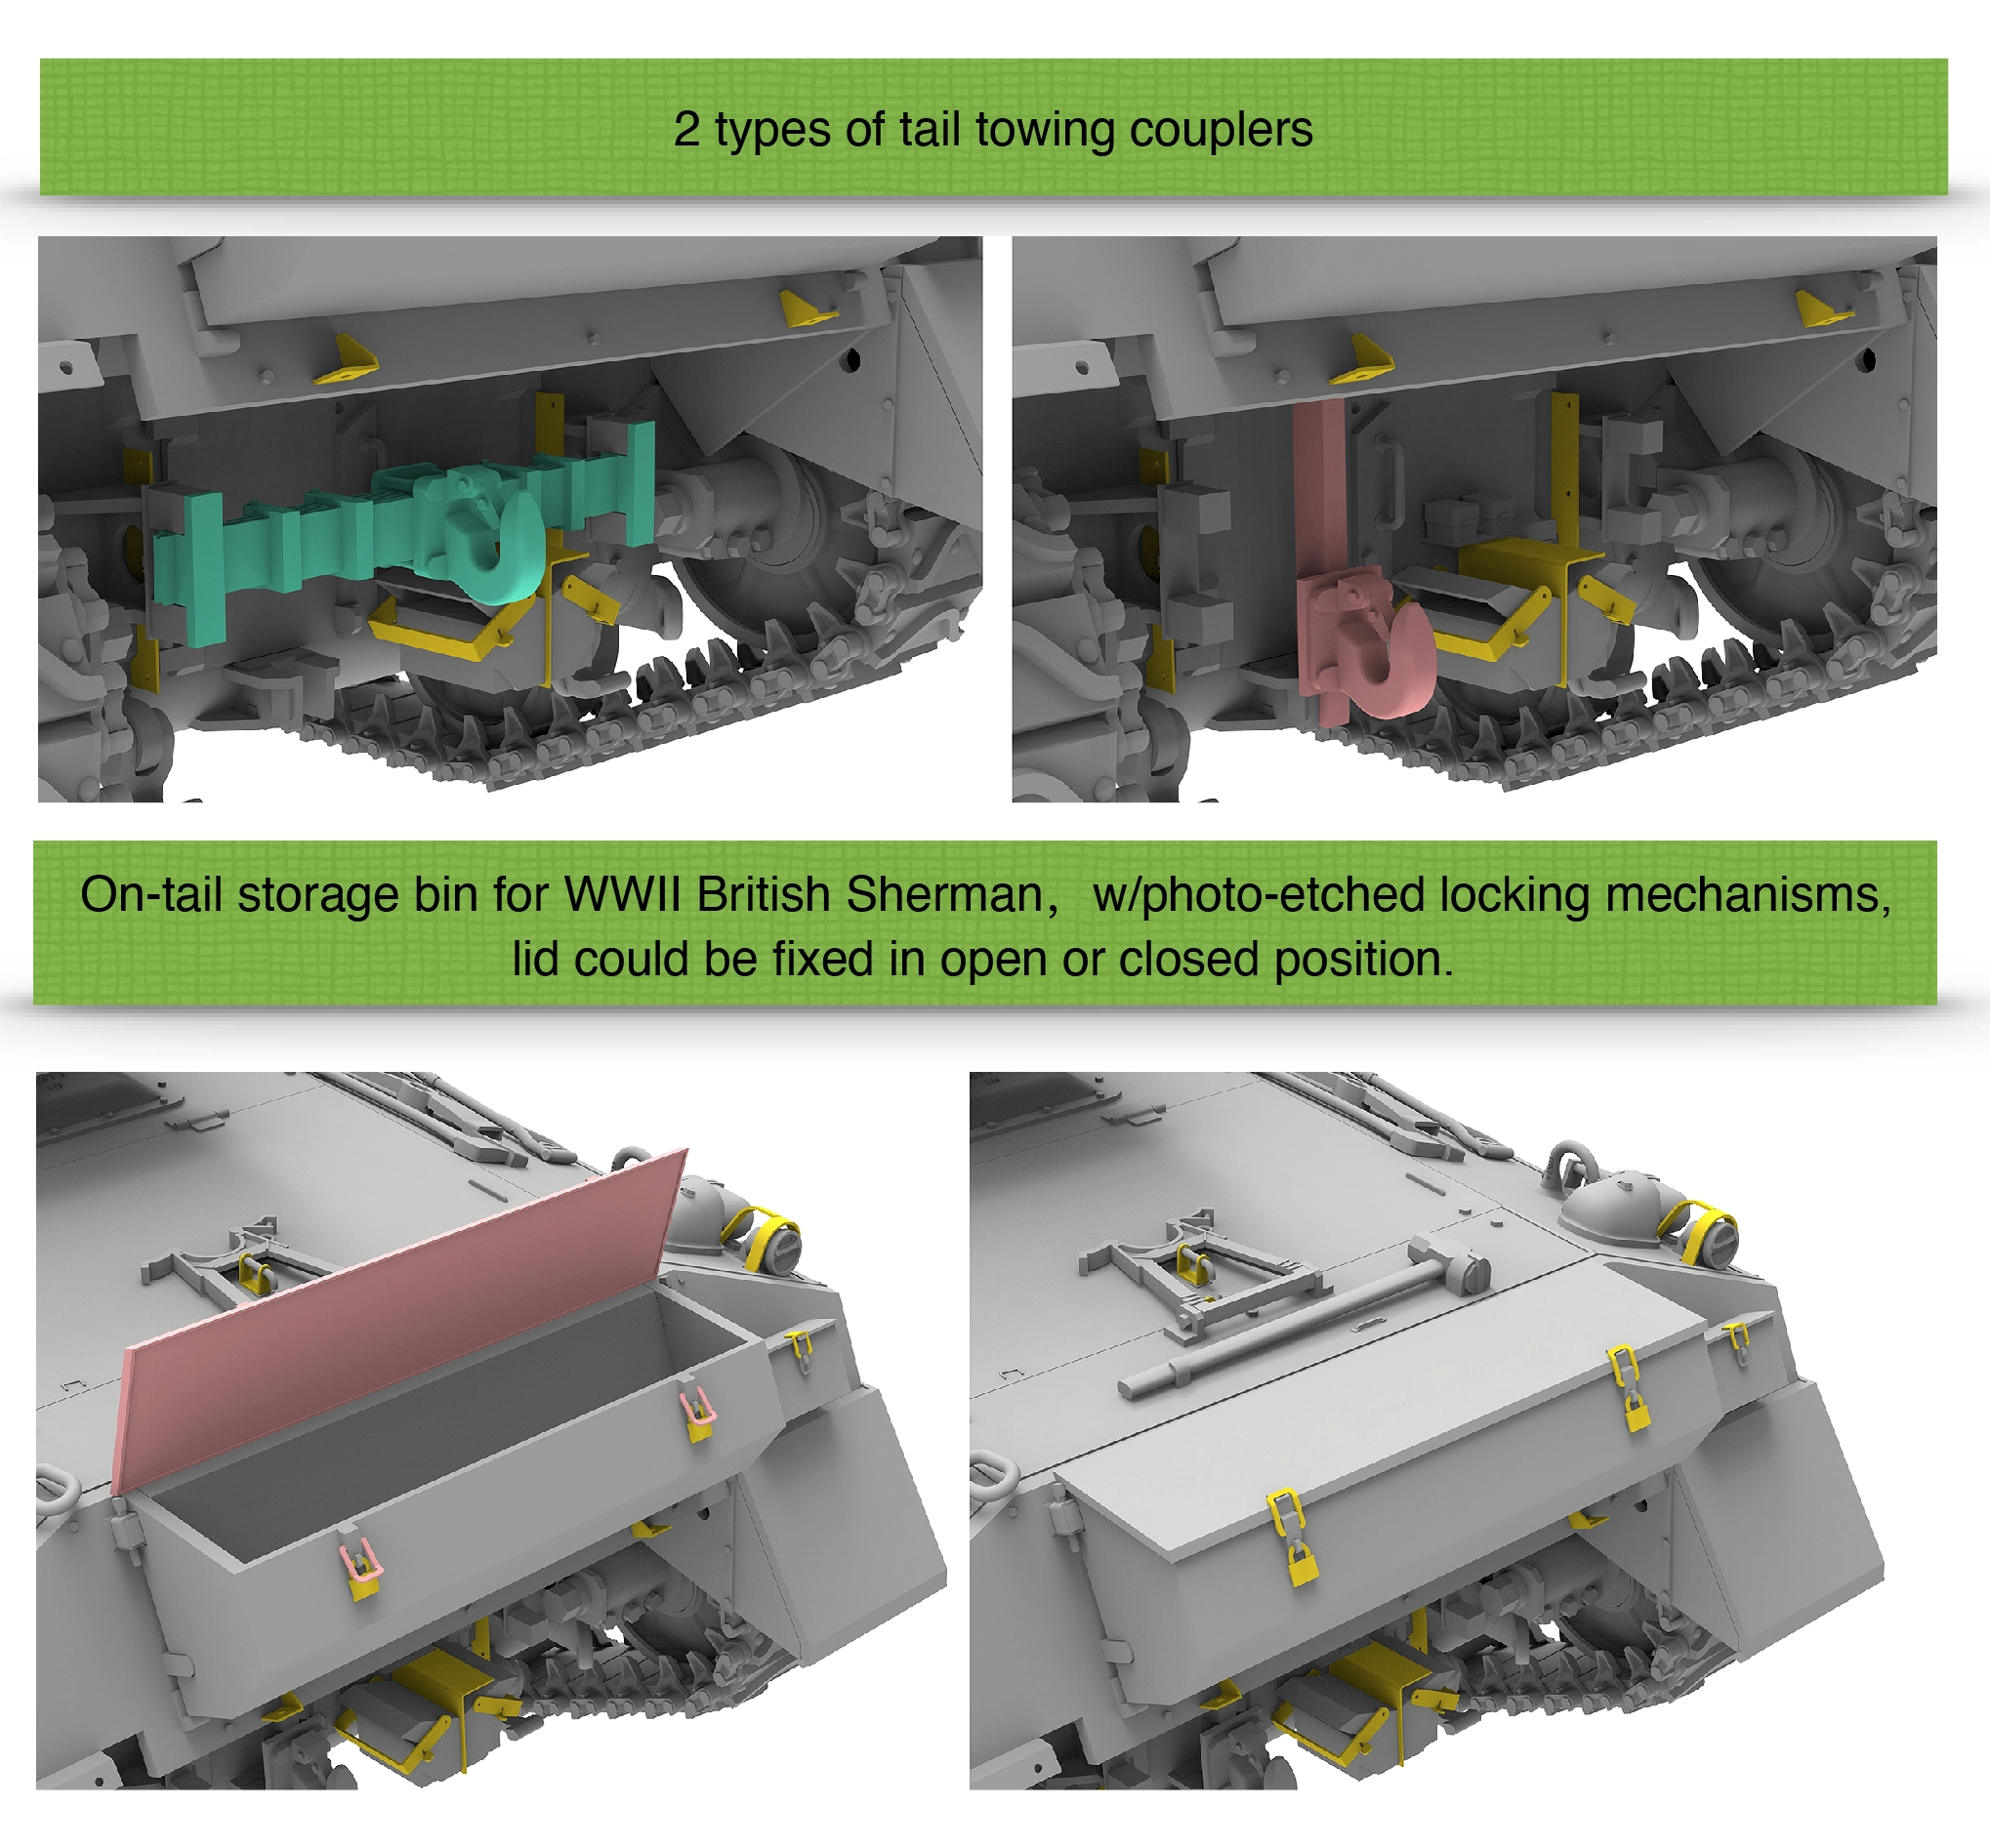 2 types of tail towing couplers
On-tail storage bin for WWII British Sherman，w/photo-etched locking mechanisms,
lid could be fixed in open or closed position.